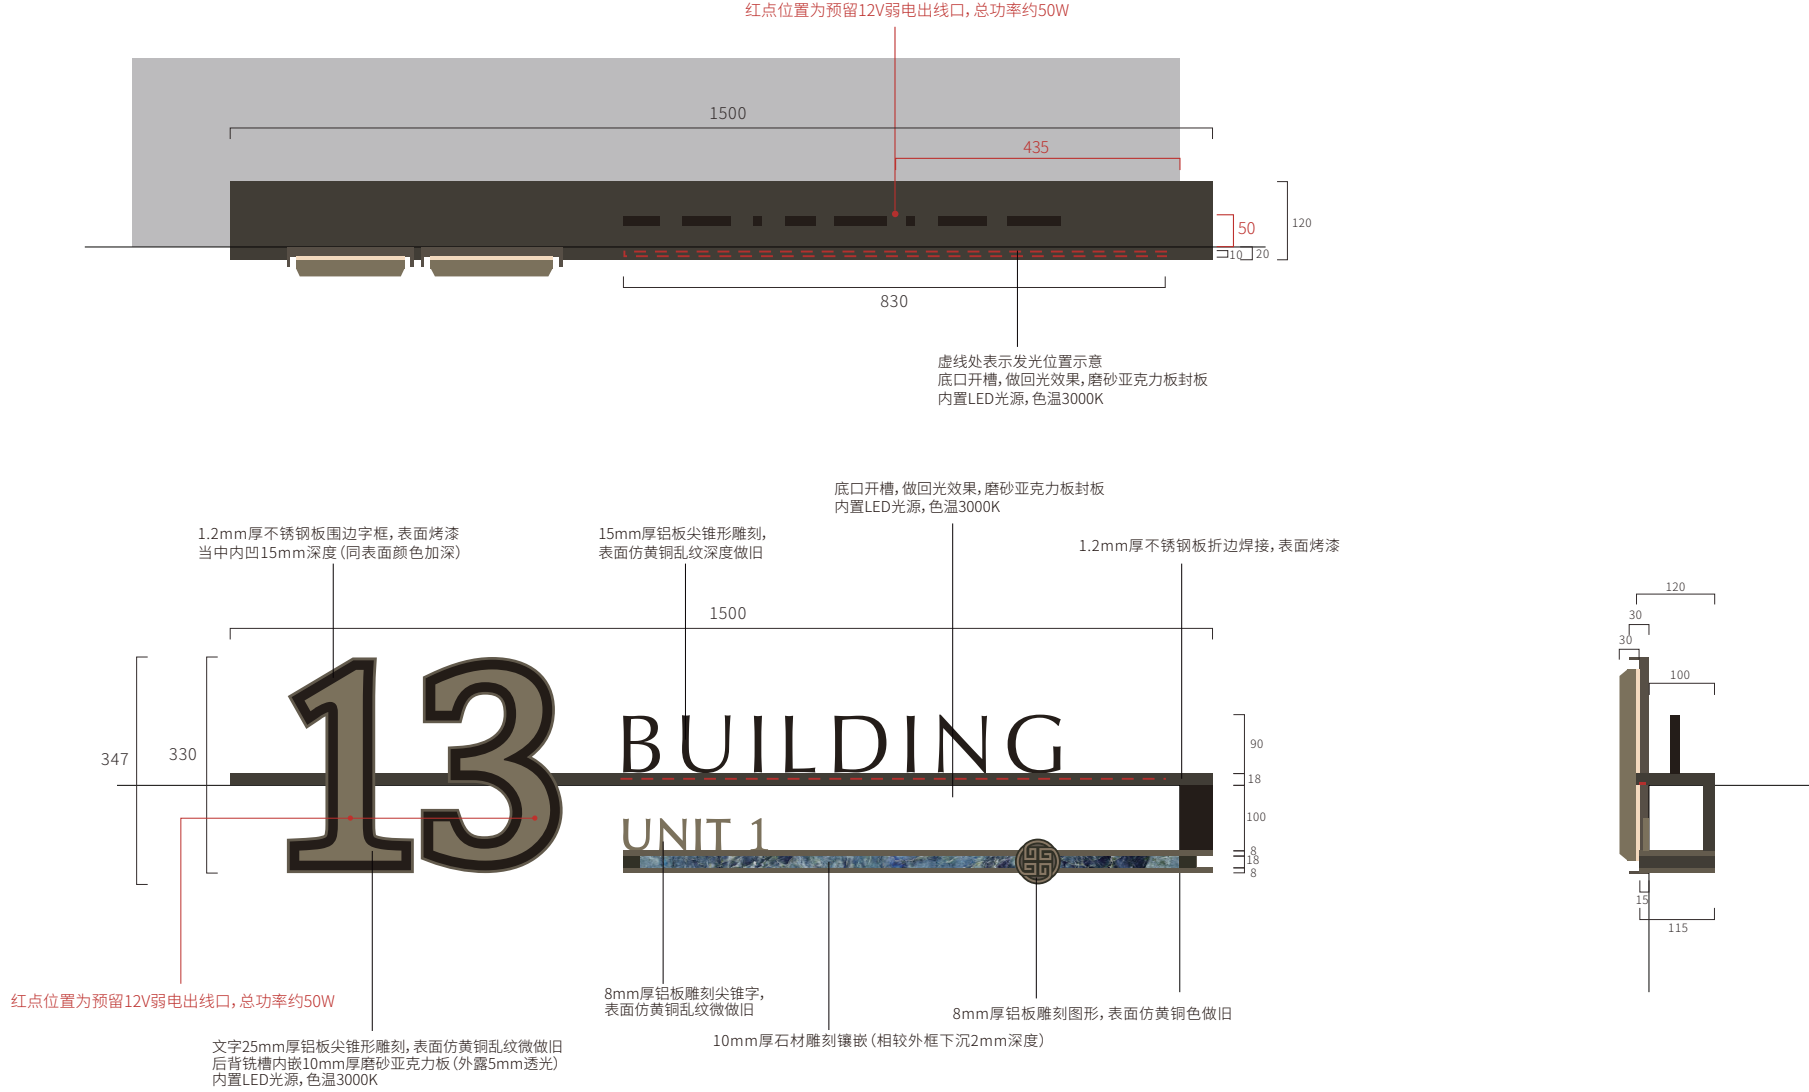 红点位置为预留12V弱电出线口，总功率约50W
1500
435
120
50
10
20
830
虚线处表示发光位置示意
底口开槽，做回光效果，磨砂亚克力板封板
内置LED光源，色温3000K
底口开槽，做回光效果，磨砂亚克力板封板
内置LED光源，色温3000K
1.2mm厚不锈钢板围边字框，表面烤漆
当中内凹15mm深度（同表面颜色加深）
15mm厚铝板尖锥形雕刻，
表面仿黄铜乱纹深度做旧
1.2mm厚不锈钢板折边焊接，表面烤漆
1500
347
330
13
BUILDING
UNIT 1
90
18
100
8
18
8
120
30
30
100
15
115
红点位置为预留12V弱电出线口，总功率约50W
8mm厚铝板雕刻尖锥字，
表面仿黄铜乱纹微做旧
8mm厚铝板雕刻图形，表面仿黄铜色做旧
10mm厚石材雕刻镶嵌（相较外框下沉2mm深度）
文字25mm厚铝板尖锥形雕刻，表面仿黄铜乱纹微做旧
后背铣槽内嵌10mm厚磨砂亚克力板（外露5mm透光）
内置LED光源，色温3000K